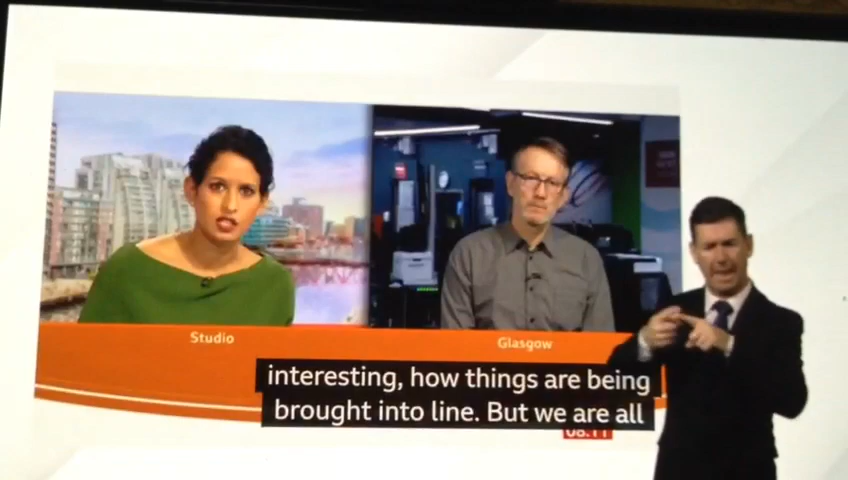 Studio
Glasgow
interesting, how things are being
brought into line. But we are all